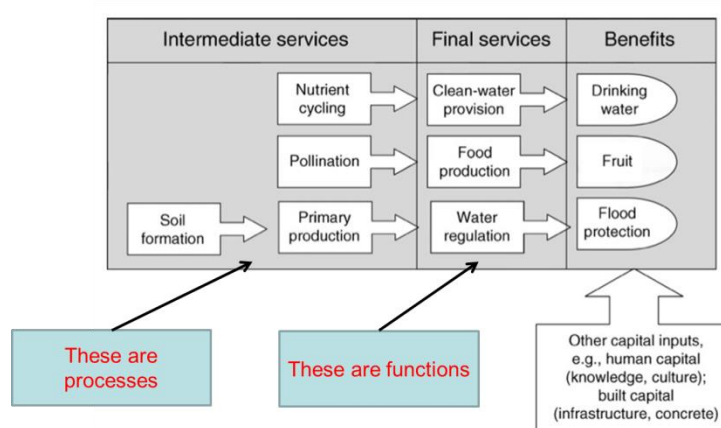 Intermediate services
Final services
Benefits
Nutrient
cycling
Clean-water
provision
Drinking
water
Pollination
Food
production
Fruit
Soil
formation
Primary
production
Water
regulation
Flood
protection
These are
processes
These are functions
Other capital inputs,
e.g., human capital
(knowledge, culture);
built capital
(infrastructure, concrete)